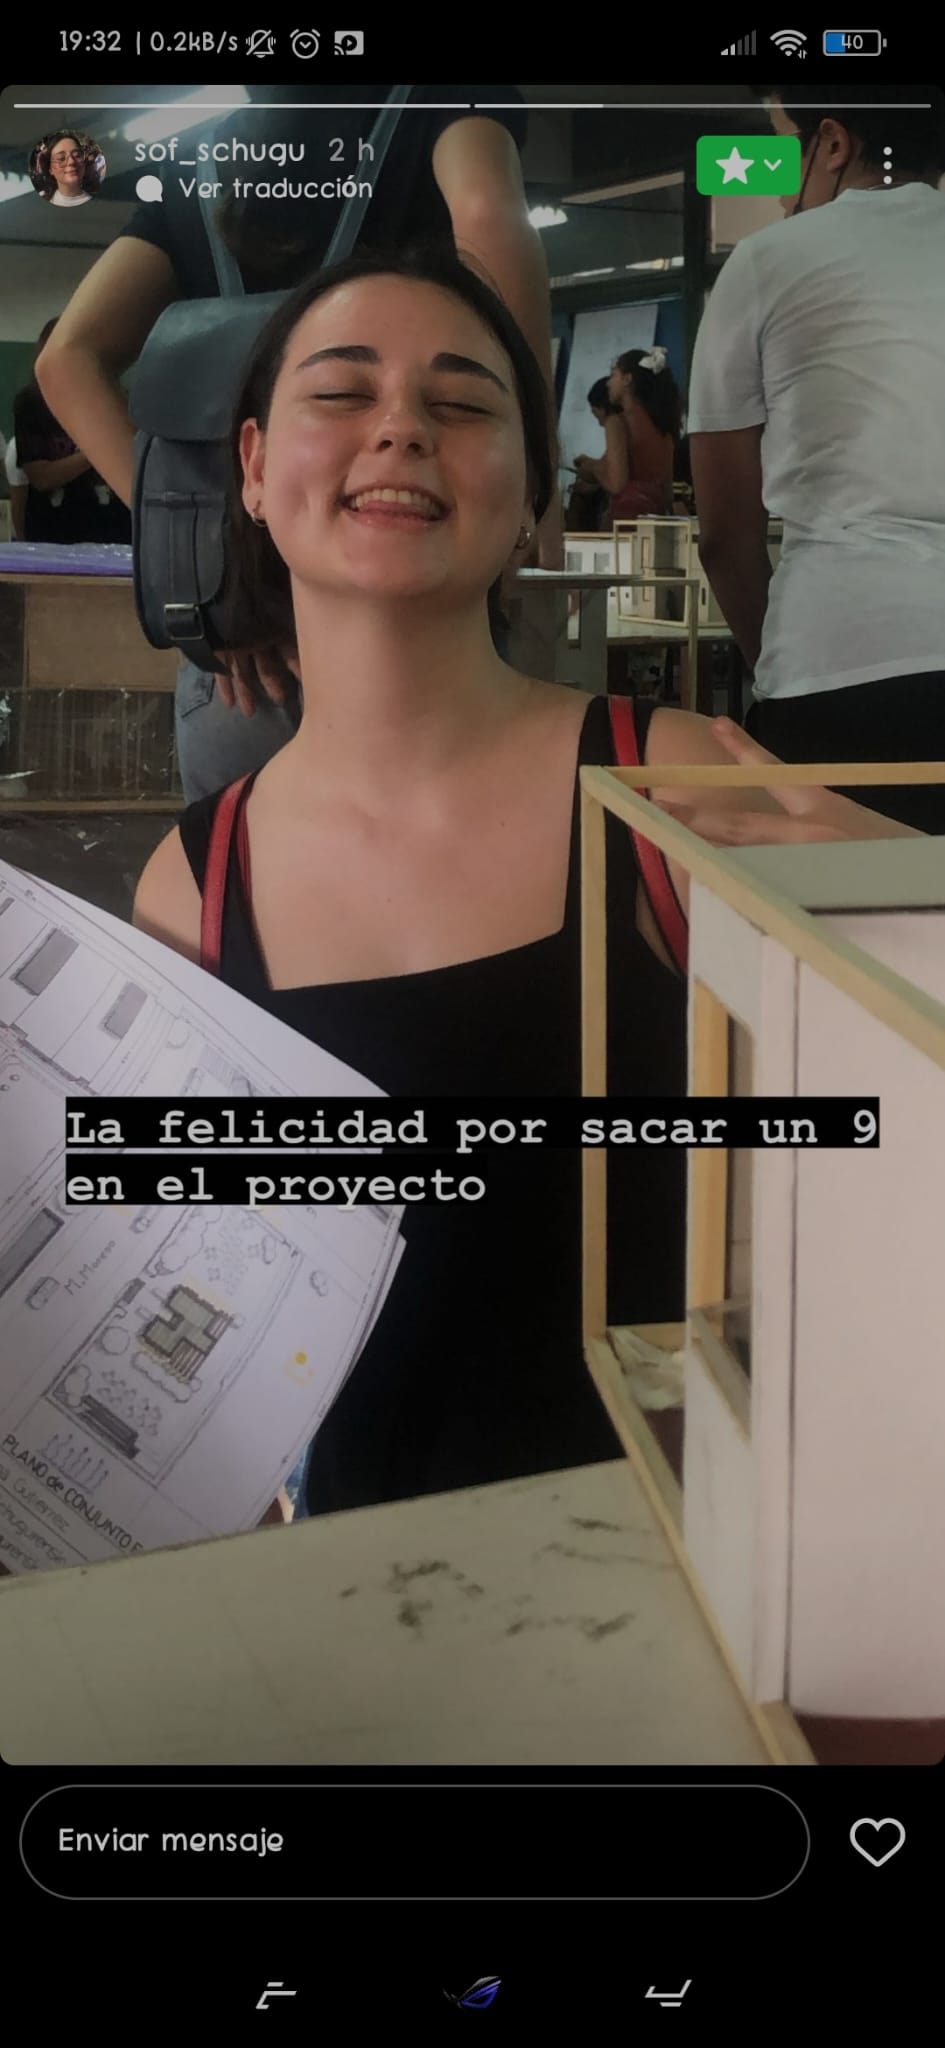 19:32 | 0.2kB/s
40
sof_schugu 2 h
Ver traducción
La felicidad por sacar un 9
en el proyecto
M. Moreno
PLANO de CONJUNTO
Gutierrez
Enviar mensaje